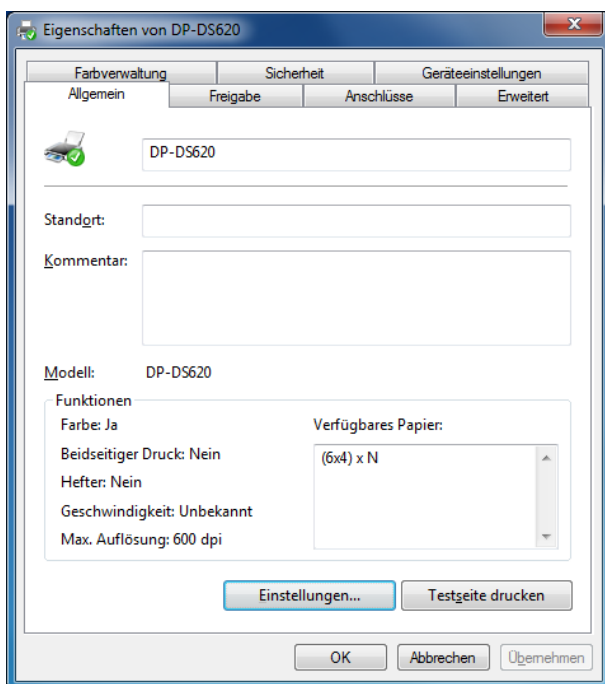 Eigenschaften von DP-DS620
Farbverwaltung Sicherheit Geräteeinstellungen
Allgemein Freigabe Anschlüsse Erweitert
DP-DS620
Standort:
Kommentar:
Modell: DP-DS620
Funktionen
Farbe: Ja Verfügbares Papier:
Beidseitiger Druck: Nein (6x4) x N
Hefter: Nein
Geschwindigkeit: Unbekannt
Max. Auflösung: 600 dpi
Einstellungen... Testseite drucken
OK Abbrechen Übernehmen